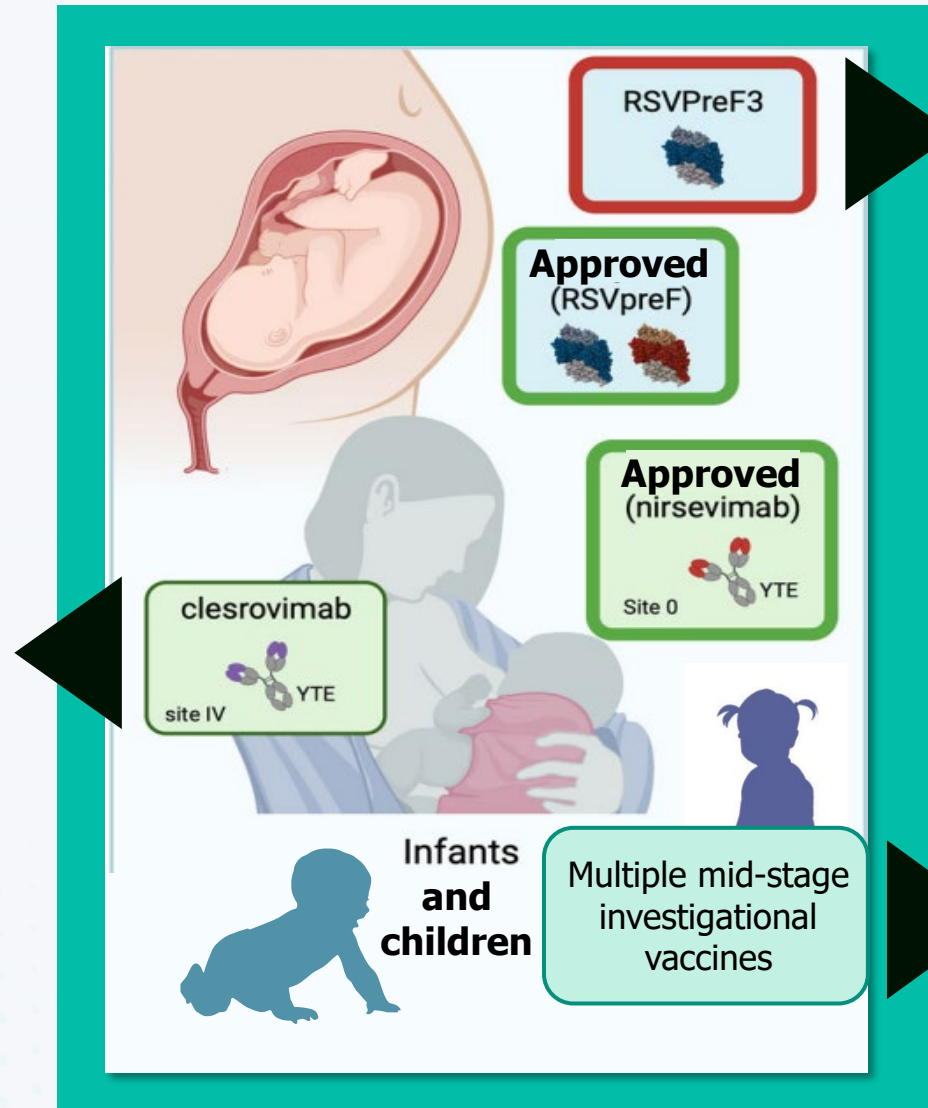 RSVPreF3
Approved
(RSVpreF)
Approved
(nirsevimab)
YTE
Site 0
clesrovimab
YTE
site IV
Infants
and
children
Multiple mid-stage
investigational
vaccines